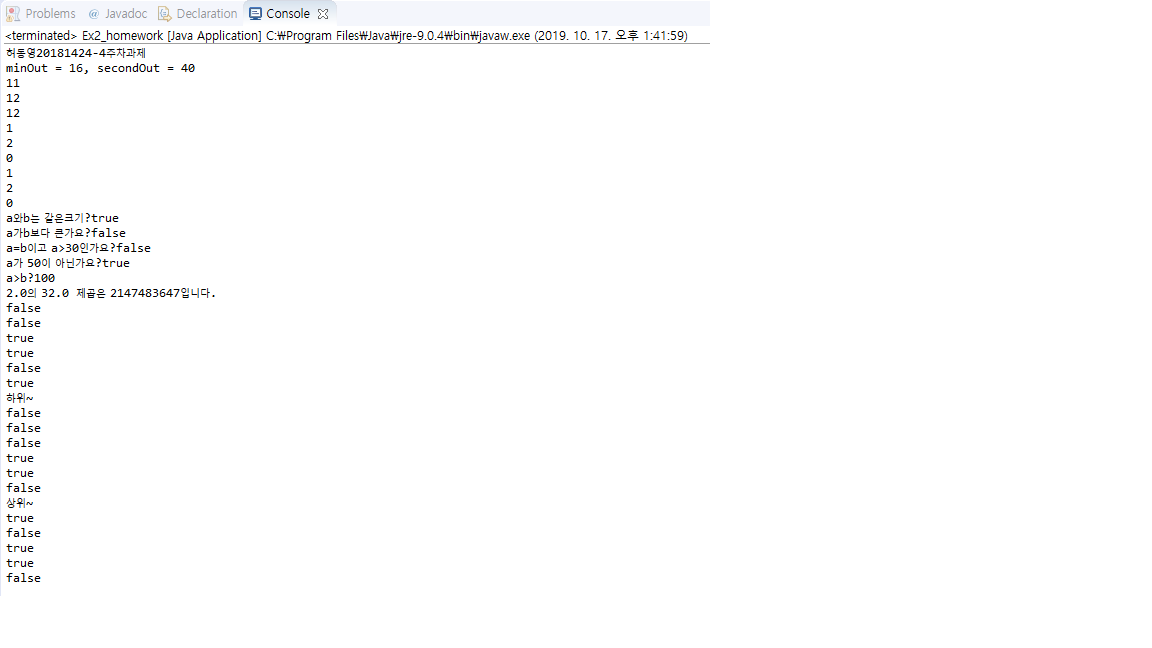 Problems @ Javadoc Declaration Console
<terminated> Ex2_homework [Java Application] C:₩Program Files₩Java₩jre-9.0.4₩bin₩javaw.exe (2019. 10. 17. 오후 1:41:59)
허통영20181424-4주차과제
minOut = 16, secondOut = 40
11
12
12
1
2
0
1
2
0
a와b는 같은크기?true
a가b보다 큰가요?false
a=b이고 a>30인가요?false
a가 50이 아닌가요?true
a>b?100
2.0의 32.0 제곱은 2147483647입니다.
false
false
true
true
false
true
하위~
false
false
false
true
true
false
상위~
true
false
true
true
false